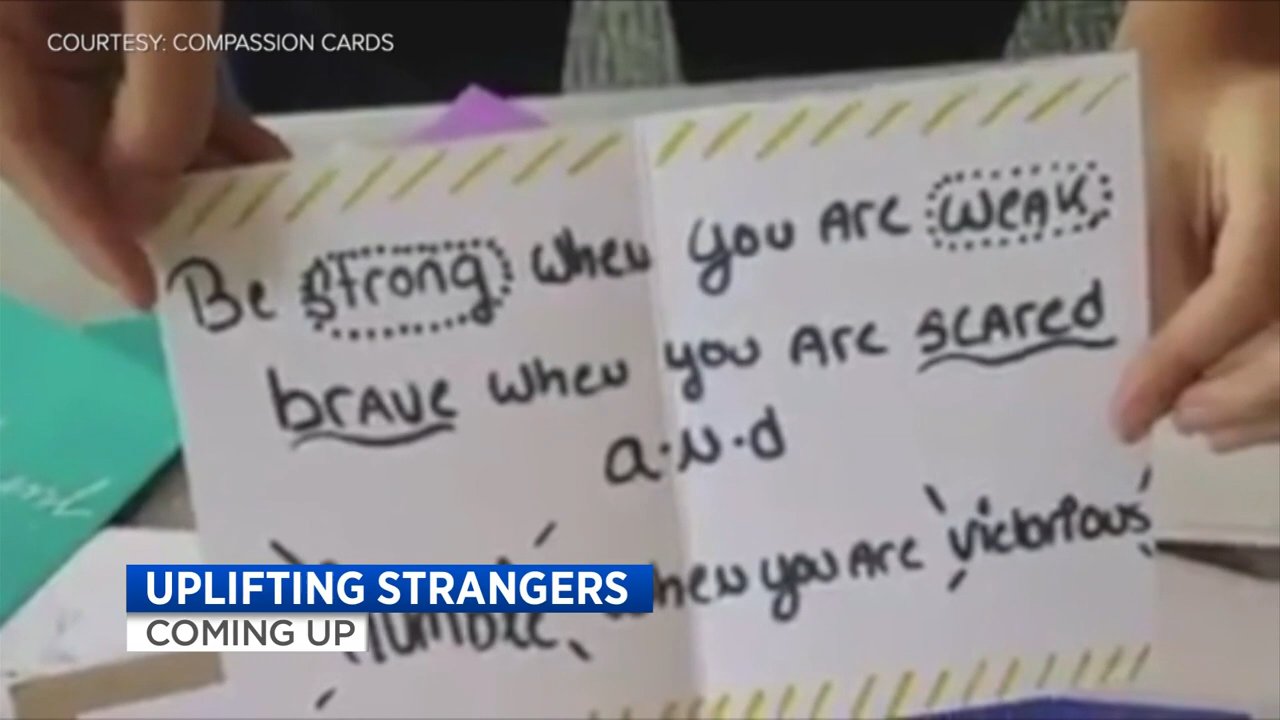 COURTESY: COMPASSION CARDS
Be strong when you are weak
brave when you are scared
a·n·d
humble when you are victorious
UPLIFTING STRANGERS
COMING UP